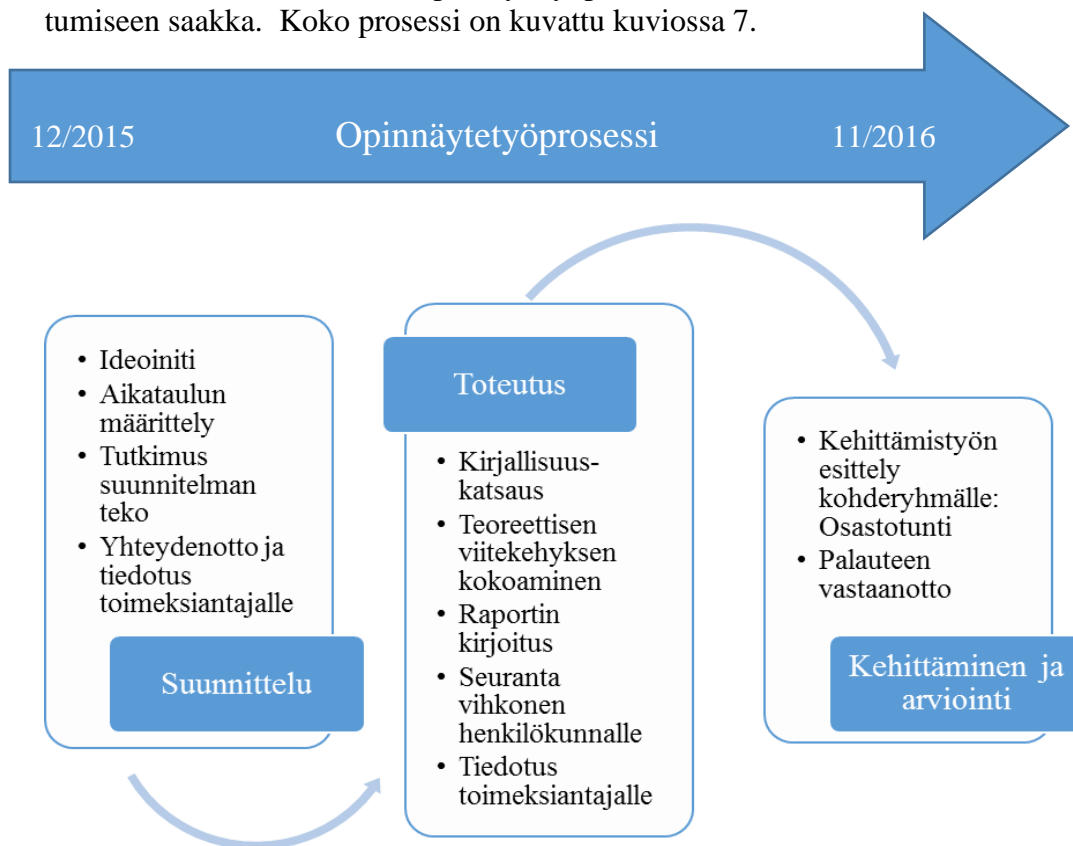 tumiseen saakka. Koko prosessi on kuvattu kuviossa 7.
12/2015 Opinnäytetyöprosessi 11/2016
• Ideoiniti
• Aikataulun
määrittely
• Tutkimus
suunnitelman
teko
• Yhteydenotto ja
tiedotus
toimeksiantajalle
Suunnittelu
Toteutus
• Kirjallisuus-
katsaus
• Teoreettisen
viitekehyksen
kokoaminen
• Raportin
kirjoitus
• Seuranta
vihkonen
henkilökunnalle
• Tiedotus
toimeksiantajalle
• Kehittämistyön
esittely
kohderyhmälle:
Osastotunti
• Palauteen
vastaanotto
Kehittäminen ja
arviointi